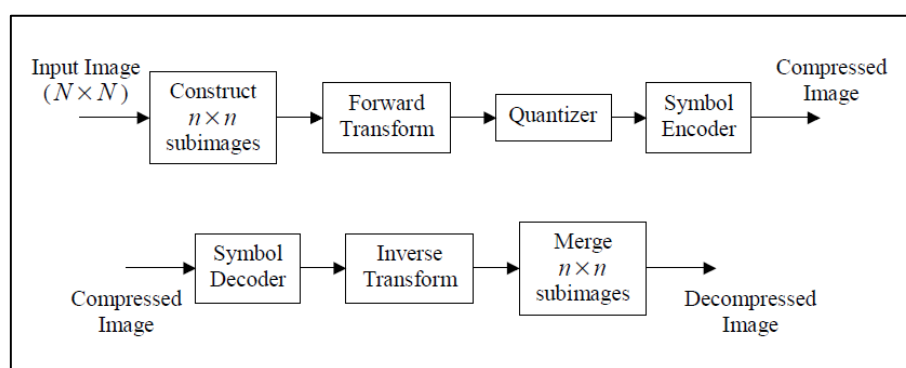 Input Image
(N×N)
Construct
n×n
subimages
Forward
Transform
Quantizer
Symbol
Encoder
Compressed
Image
Compressed
Image
Symbol
Decoder
Inverse
Transform
Merge
n×n
subimages
Decompressed
Image